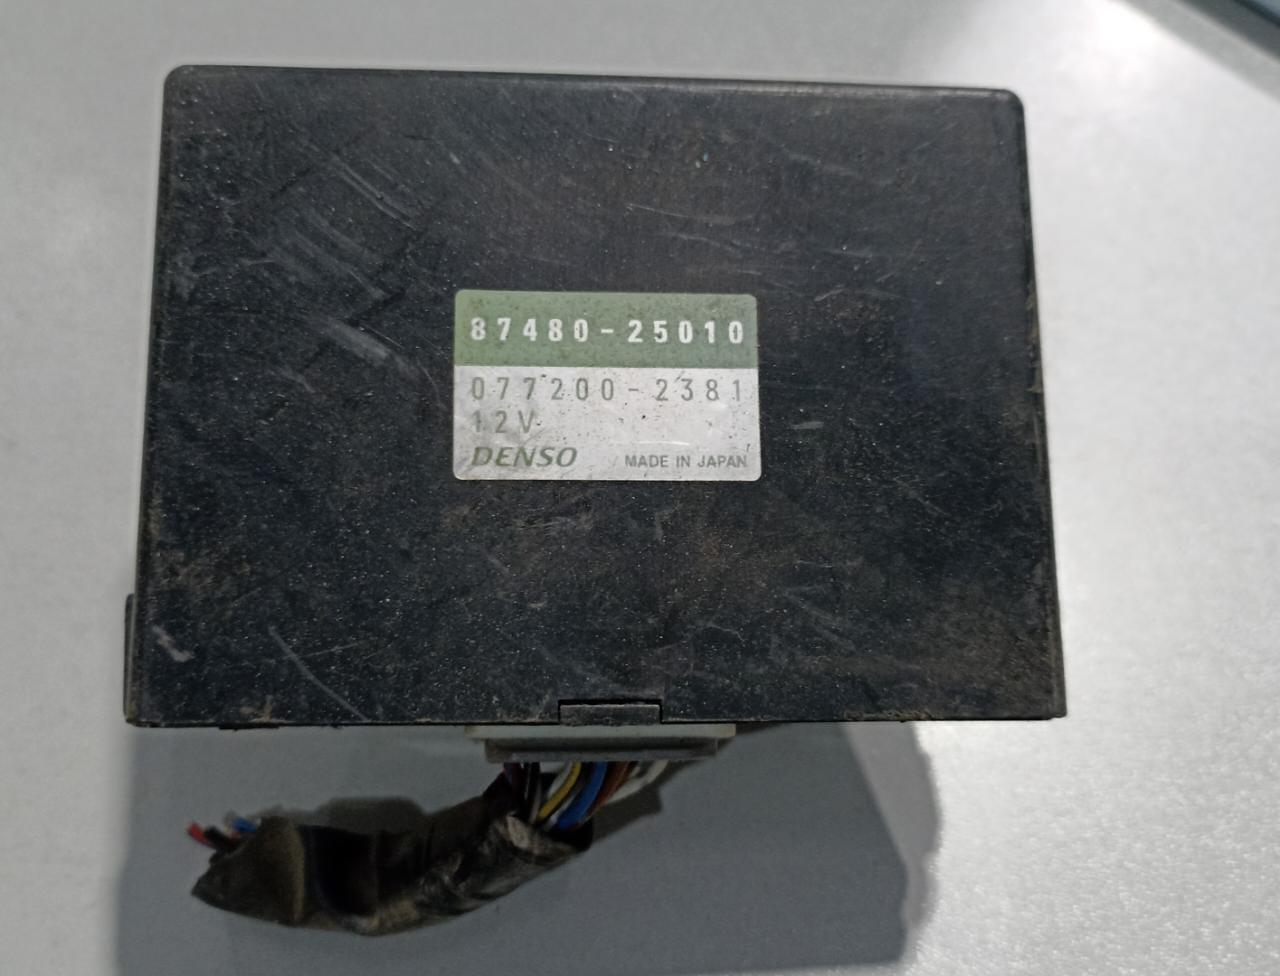 87480-25010
077200-2381
12V
DENSO MADE IN JAPAN